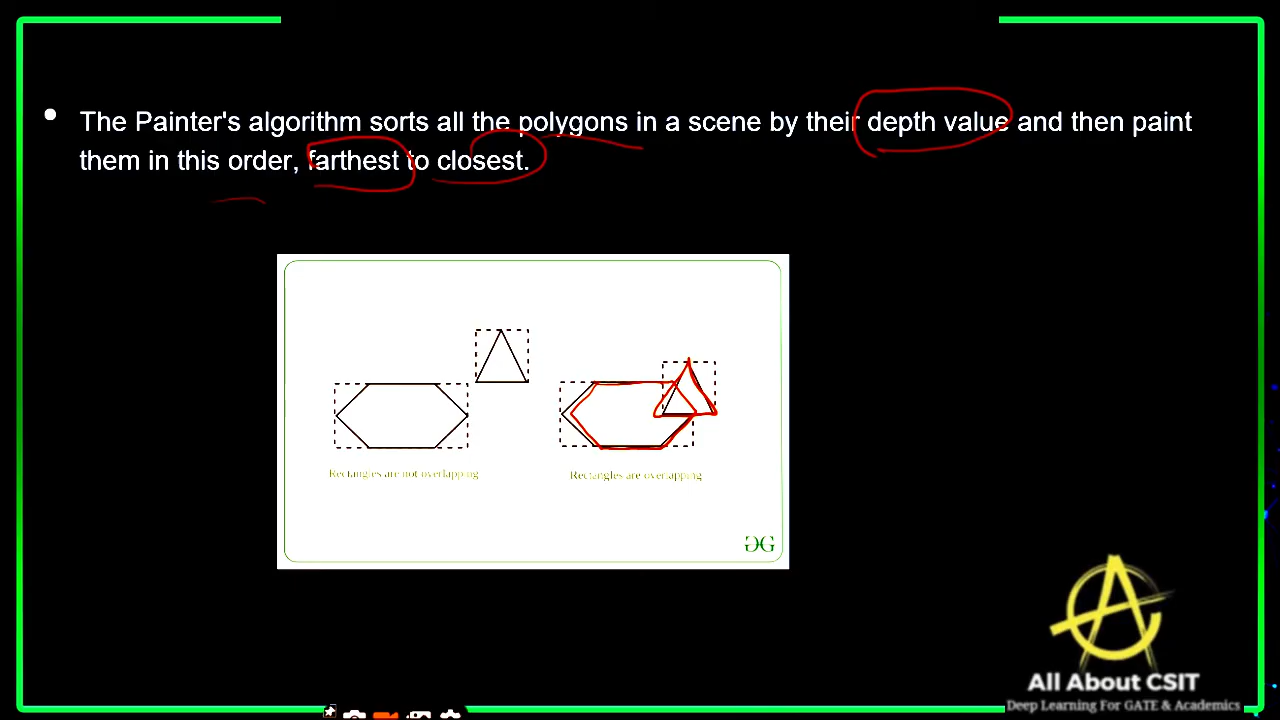 The Painter's algorithm sorts all the polygons in a scene by their depth value and then paint
them in this order, farthest to closest.
Rectangles are not overlapping
Rectangles are overlapping
GG
All About CSIT
Deep Learning For GATE & Academics